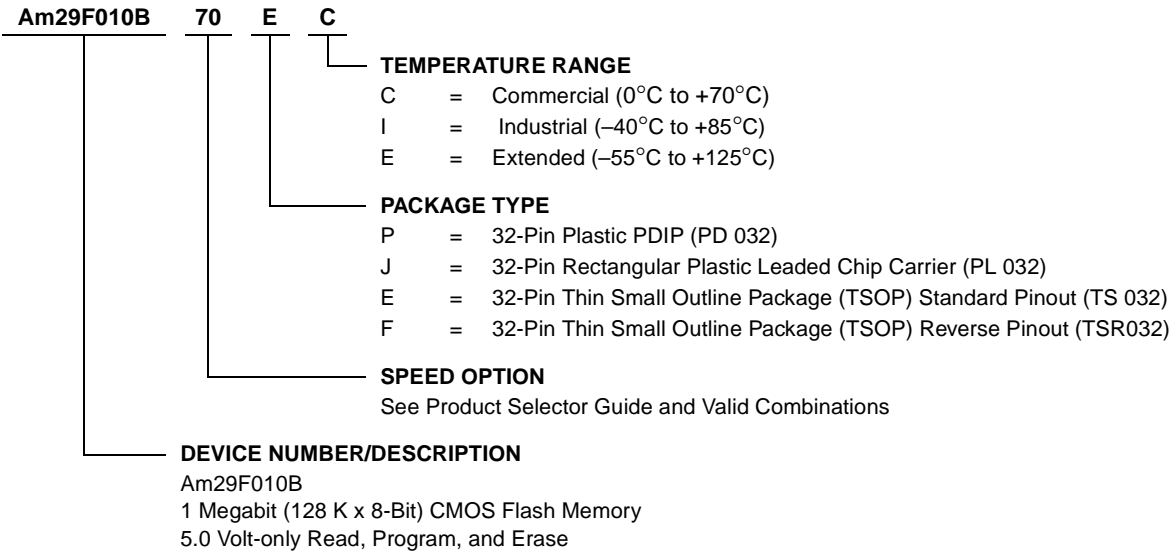 Am29F010B 70 E C
TEMPERATURE RANGE
C = Commercial (0°C to +70°C)
I = Industrial (–40°C to +85°C)
E = Extended (–55°C to +125°C)
PACKAGE TYPE
P = 32-Pin Plastic PDIP (PD 032)
J = 32-Pin Rectangular Plastic Leaded Chip Carrier (PL 032)
E = 32-Pin Thin Small Outline Package (TSOP) Standard Pinout (TS 032)
F = 32-Pin Thin Small Outline Package (TSOP) Reverse Pinout (TSR032)
SPEED OPTION
See Product Selector Guide and Valid Combinations
DEVICE NUMBER/DESCRIPTION
Am29F010B
1 Megabit (128 K x 8-Bit) CMOS Flash Memory
5.0 Volt-only Read, Program, and Erase